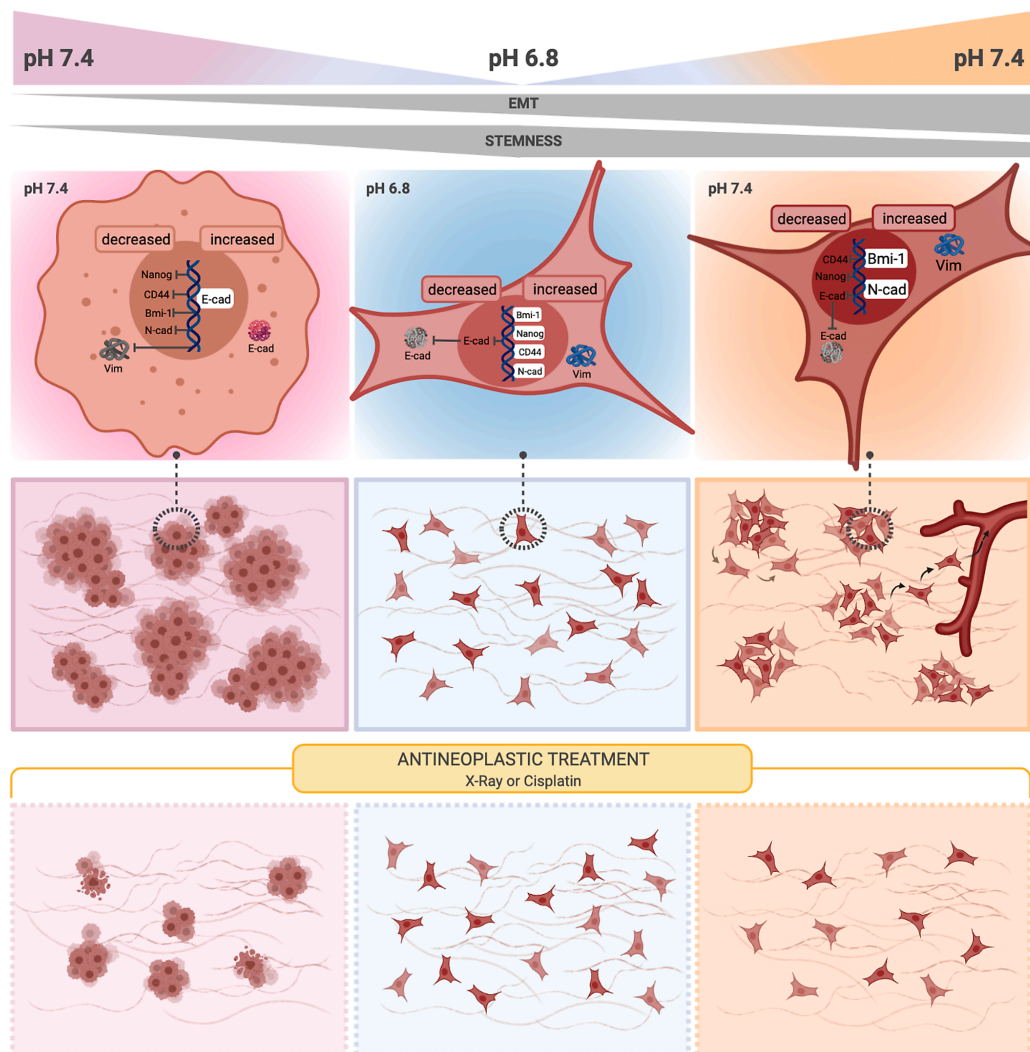 pH 7.4
pH 6.8
pH 7.4
EMT
STEMNESS
pH 7.4
decreased
increased
Nanog
CD44
E-cad
Bmi-1
N-cad
Vim
E-cad
pH 6.8
decreased
increased
Bmi-1
Nanog
E-cad
E-cad
CD44
N-cad
Vim
pH 7.4
decreased
increased
CD44
Bmi-1
Nanog
Vim
E-cad
N-cad
E-cad
ANTINEOPLASTIC TREATMENT
X-Ray or Cisplatin